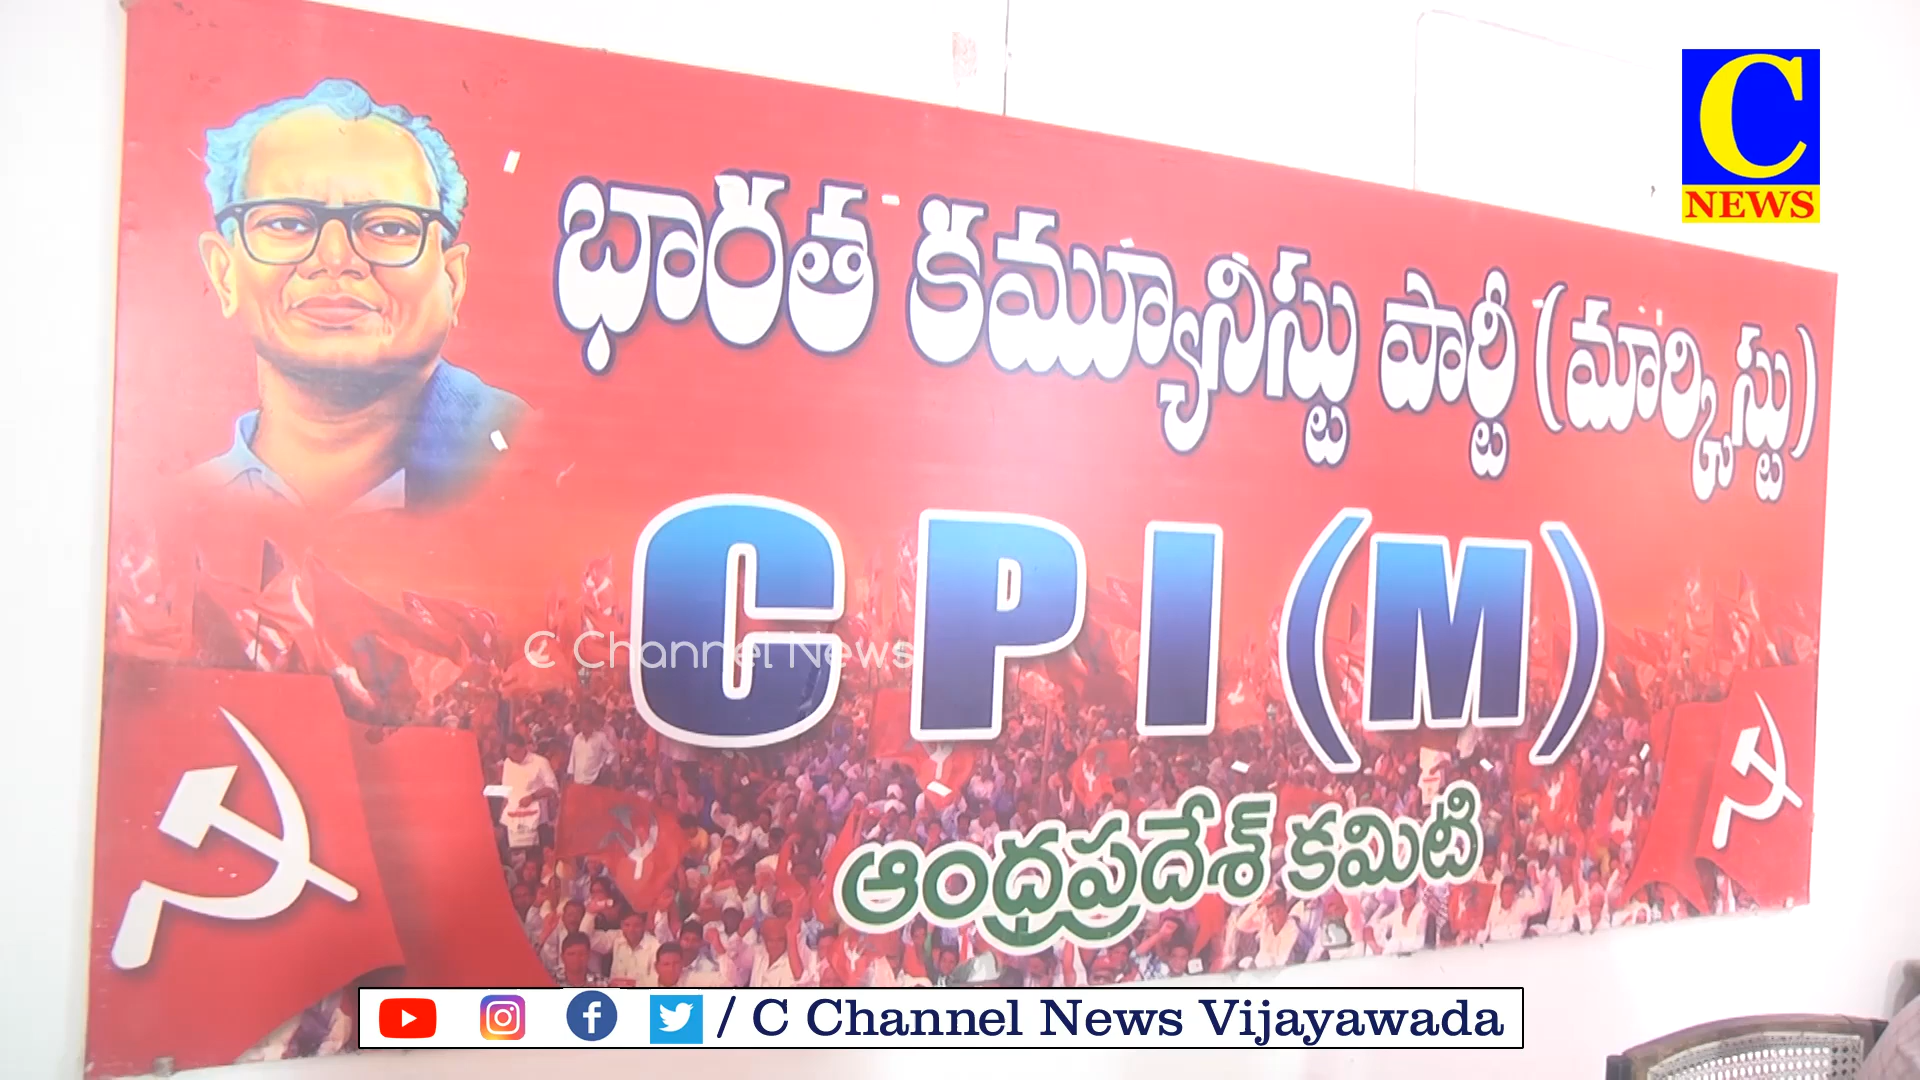 C
NEWS
భారత కమ్యూనిస్టు పార్టీ (మార్క్సిస్టు)
CPI(M)
C Channel News
ఆంధ్రప్రదేశ్ కమిటి
/ C Channel News Vijayawada